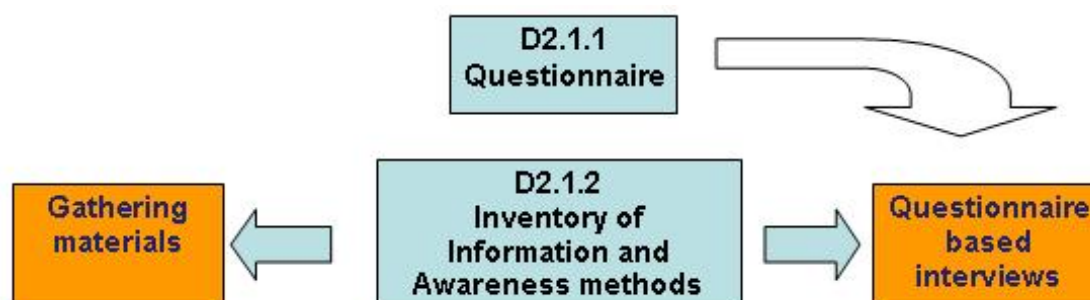 D2.1.1
Questionnaire
Gathering
materials
D2.1.2
Inventory of
Information and
Awareness methods
Questionnaire
based
interviews